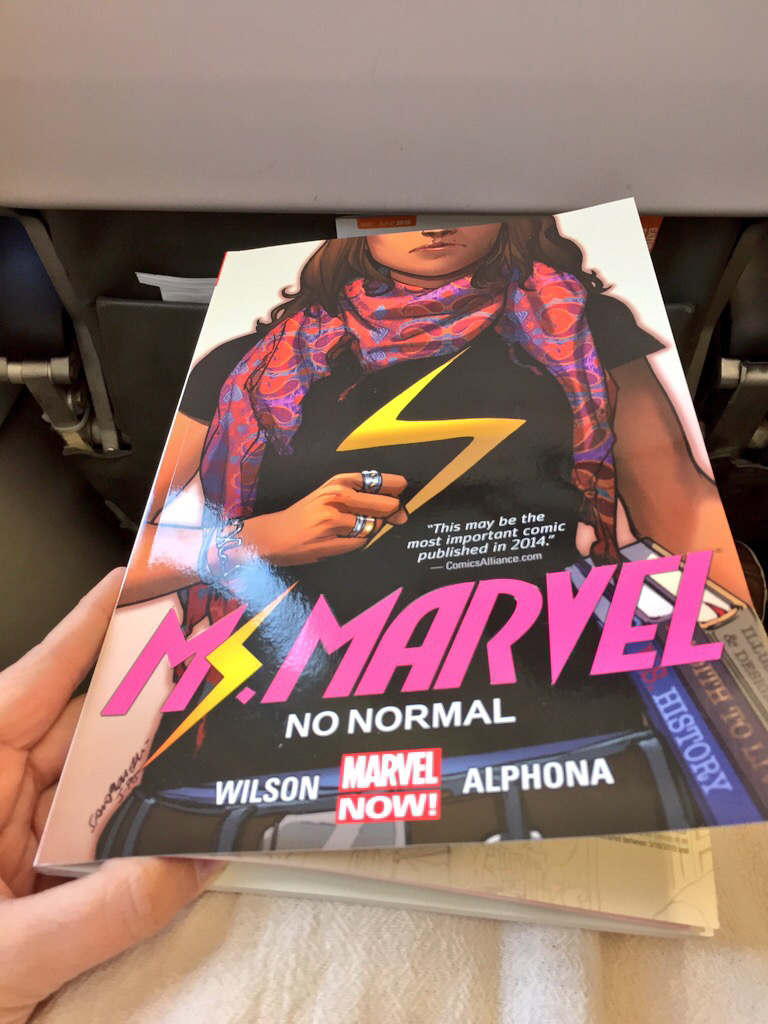 "This may be the
most important comic
published in 2014."
— ComicsAlliance.com
MS. MARVEL
NO NORMAL
WILSON
MARVEL
NOW!
ALPHONA
U.S. HISTORY
& DESIGN